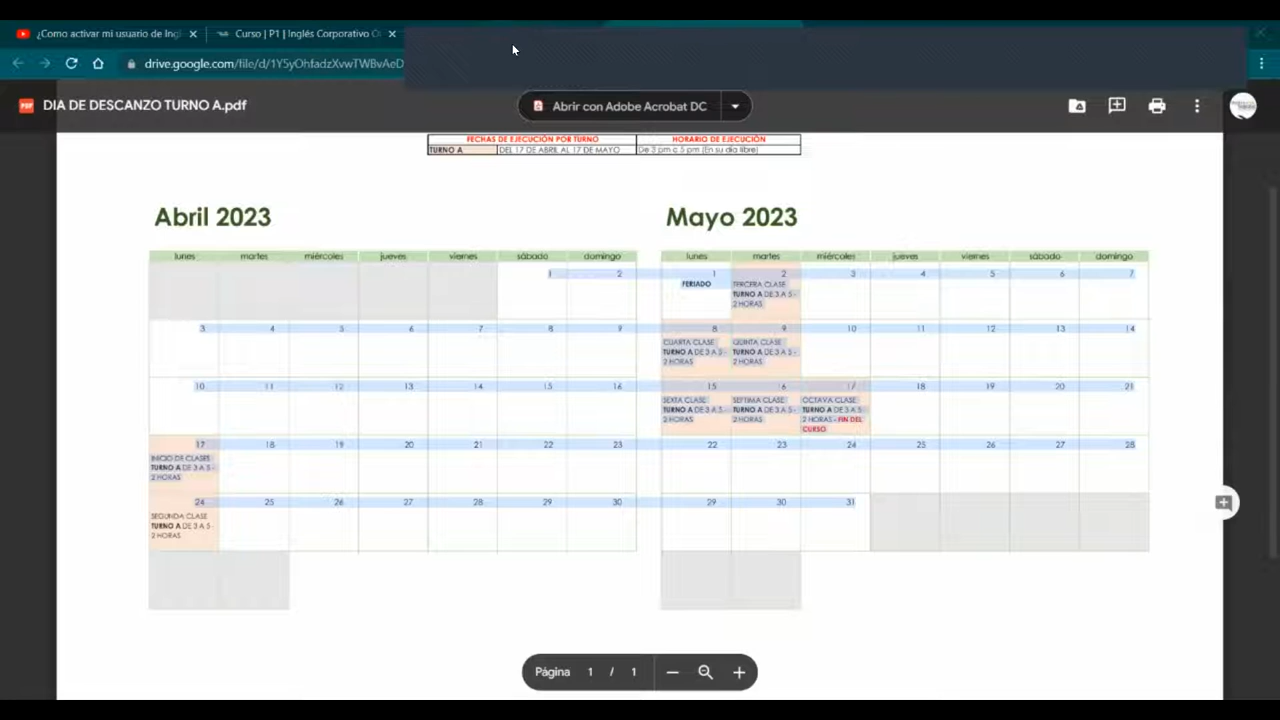 ¿Como activar mi usuario de Ingl
Curso | P1 | Inglés Corporativo
drive.google.com/file/d/1Y5yOhfadzXvwTWBvAeD
DIA DE DESCANZO TURNO A.pdf
Abrir con Adobe Acrobat DC
FECHAS DE EJECUCIÓN POR TURNO HORARIO DE EJECUCIÓN
TURNO A DEL 17 DE ABRIL AL 17 DE MAYO De 3 pm a 5 pm (En su día libre)
Abril 2023
lunes martes miércoles jueves viernes sábado domingo
1 2
3 4 5 6 7 8 9
10 11 12 13 14 15 16
17 18 19 20 21 22 23
INICIO DE CLASES
TURNO A DE 3 A 5 -
2 HORAS
24 25 26 27 28 29 30
SEGUNDA CLASE
TURNO A DE 3 A 5 -
2 HORAS
Mayo 2023
lunes martes miércoles jueves viernes sábado domingo
1 2 3 4 5 6 7
FERIADO
TERCERA CLASE
TURNO A DE 3 A 5 -
2 HORAS
8 9 10 11 12 13 14
CUARTA CLASE
TURNO A DE 3 A 5 -
2 HORAS
QUINTA CLASE
TURNO A DE 3 A 5 -
2 HORAS
15 16 17 18 19 20 21
SEXTA CLASE
TURNO A DE 3 A 5 -
2 HORAS
SEPTIMA CLASE
TURNO A DE 3 A 5 -
2 HORAS
OCTAVA CLASE
TURNO A DE 3 A 5 -
2 HORAS - FIN DEL
CURSO
22 23 24 25 26 27 28
29 30 31
Página 1 / 1